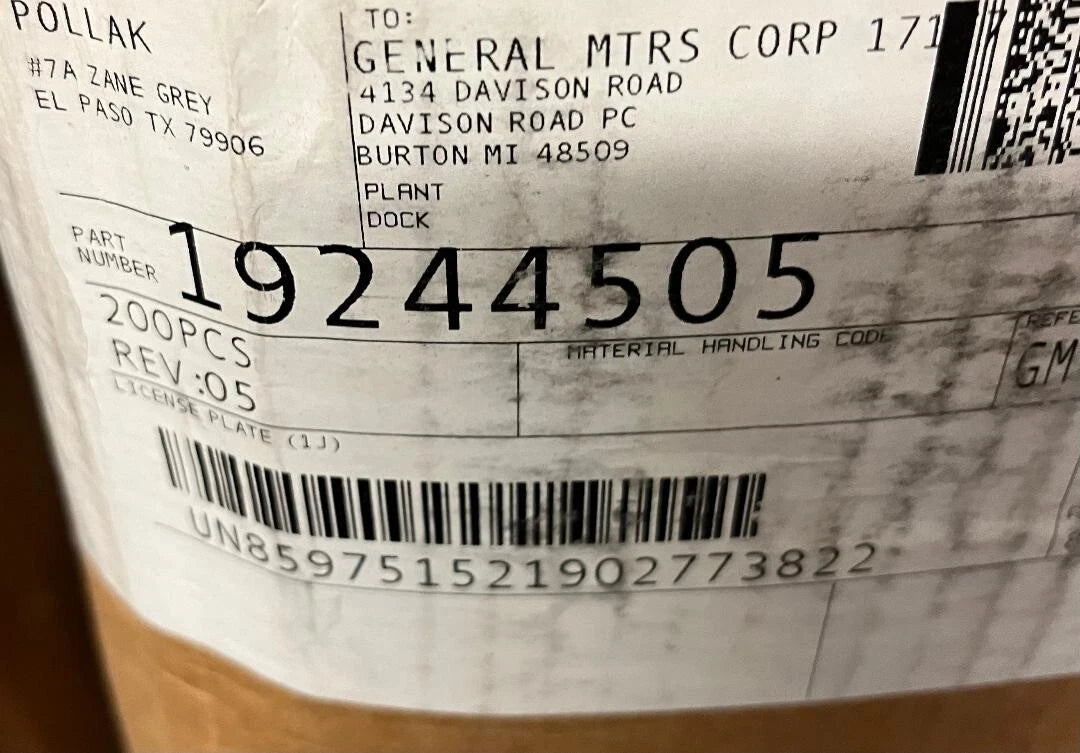 POLLAK
#7A ZANE GREY
EL PASO TX 79906
TO:
GENERAL MTRS CORP 171
4134 DAVISON ROAD
DAVISON ROAD PC
BURTON MI 48509
PLANT
DOCK
PART
NUMBER
19244505
200PCS
REV:05
MATERIAL HANDLING CODE
REFE
GM
LICENSE PLATE (1J)
UN859751521902773822